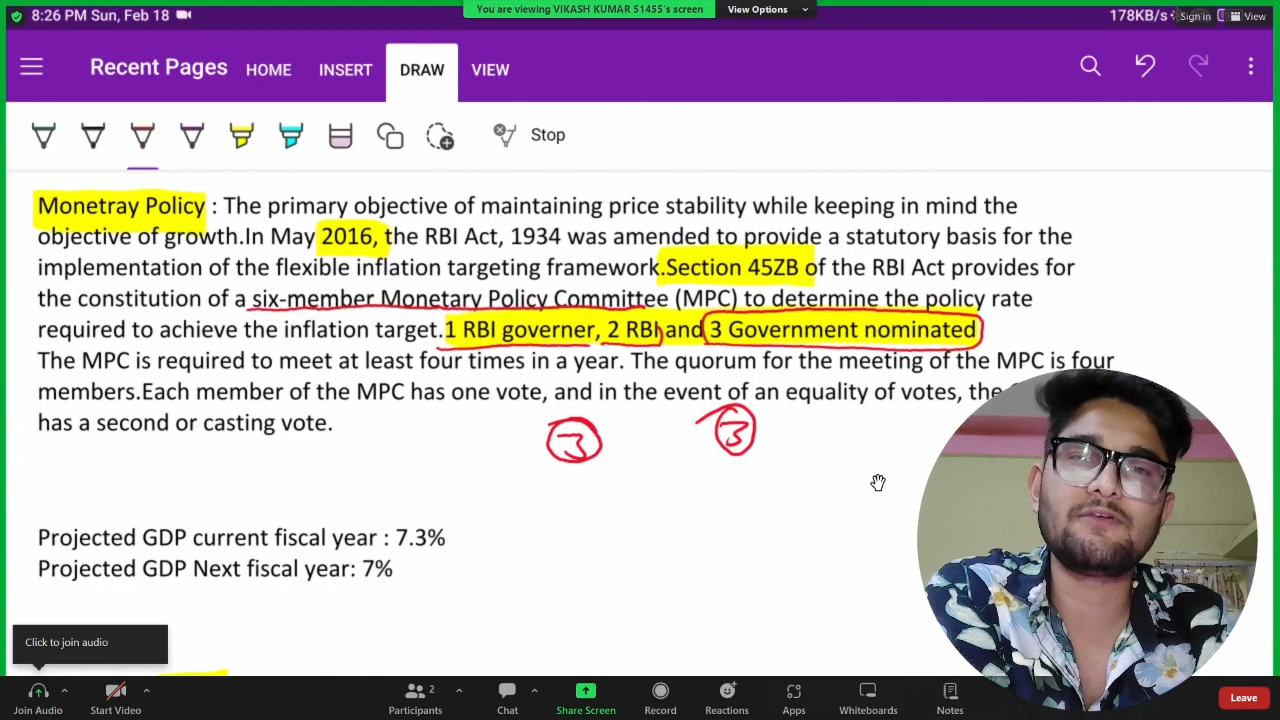 8:26 PM Sun, Feb 18
You are viewing VIKASH KUMAR 51455's screen
View Options
178KB/s
Sign in
View
Recent Pages
HOME
INSERT
DRAW
VIEW
Stop
Monetray Policy : The primary objective of maintaining price stability while keeping in mind the
objective of growth.In May 2016, the RBI Act, 1934 was amended to provide a statutory basis for the
implementation of the flexible inflation targeting framework.Section 45ZB of the RBI Act provides for
the constitution of a six-member Monetary Policy Committee (MPC) to determine the policy rate
required to achieve the inflation target.1 RBI governer, 2 RBI and 3 Government nominated
The MPC is required to meet at least four times in a year. The quorum for the meeting of the MPC is four
members.Each member of the MPC has one vote, and in the event of an equality of votes, the
has a second or casting vote.
3
3
Projected GDP current fiscal year : 7.3%
Projected GDP Next fiscal year: 7%
Click to join audio
Join Audio
Start Video
2
Participants
Chat
Share Screen
Record
Reactions
Apps
Whiteboards
Notes
Leave